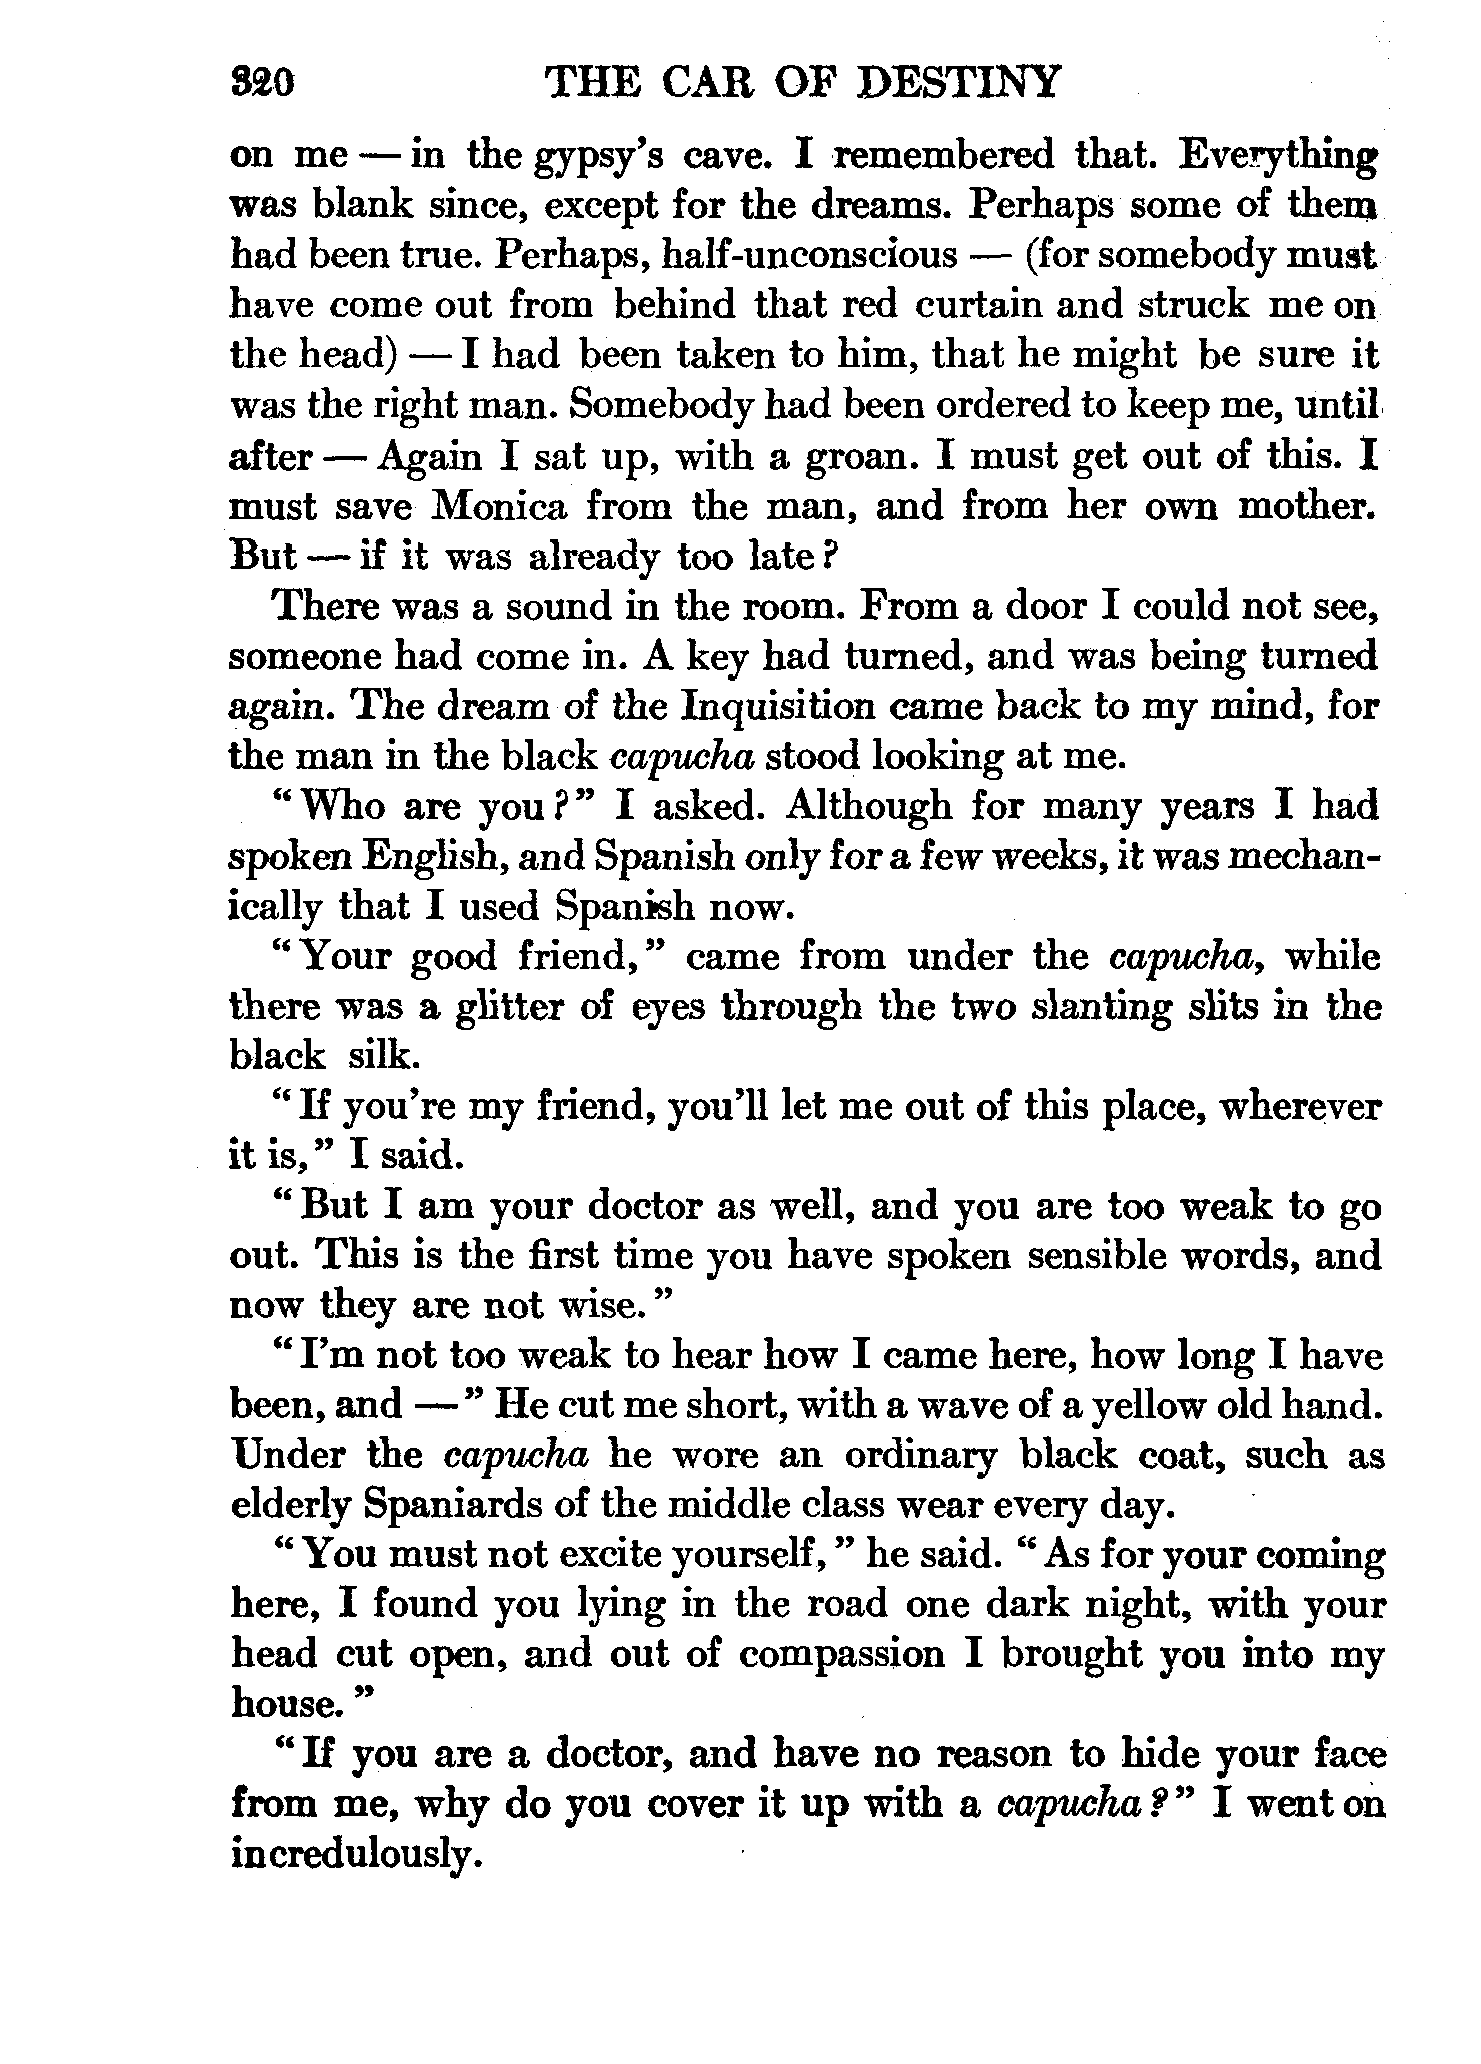 320 THE CAR OF DESTINY
on me — in the gypsy's cave. I remembered that. Everything
was blank since, except for the dreams. Perhaps some of them
had been true. Perhaps, half-unconscious — (for somebody must
have come out from behind that red curtain and struck me on
the head) — I had been taken to him, that he might be sure it
was the right man. Somebody had been ordered to keep me, until
after — Again I sat up, with a groan. I must get out of this. I
must save Monica from the man, and from her own mother.
But — if it was already too late?
There was a sound in the room. From a door I could not see,
someone had come in. A key had turned, and was being turned
again. The dream of the Inquisition came back to my mind, for
the man in the black capucha stood looking at me.
"Who are you?" I asked. Although for many years I had
spoken English, and Spanish only for a few weeks, it was mechan-
ically that I used Spanish now.
"Your good friend," came from under the capucha, while
there was a glitter of eyes through the two slanting slits in the
black silk.
"If you're my friend, you'll let me out of this place, wherever
it is," I said.
"But I am your doctor as well, and you are too weak to go
out. This is the first time you have spoken sensible words, and
now they are not wise."
"I'm not too weak to hear how I came here, how long I have
been, and —" He cut me short, with a wave of a yellow old hand.
Under the capucha he wore an ordinary black coat, such as
elderly Spaniards of the middle class wear every day.
"You must not excite yourself," he said. "As for your coming
here, I found you lying in the road one dark night, with your
head cut open, and out of compassion I brought you into my
house."
"If you are a doctor, and have no reason to hide your face
from me, why do you cover it up with a capucha?" I went on
incredulously.